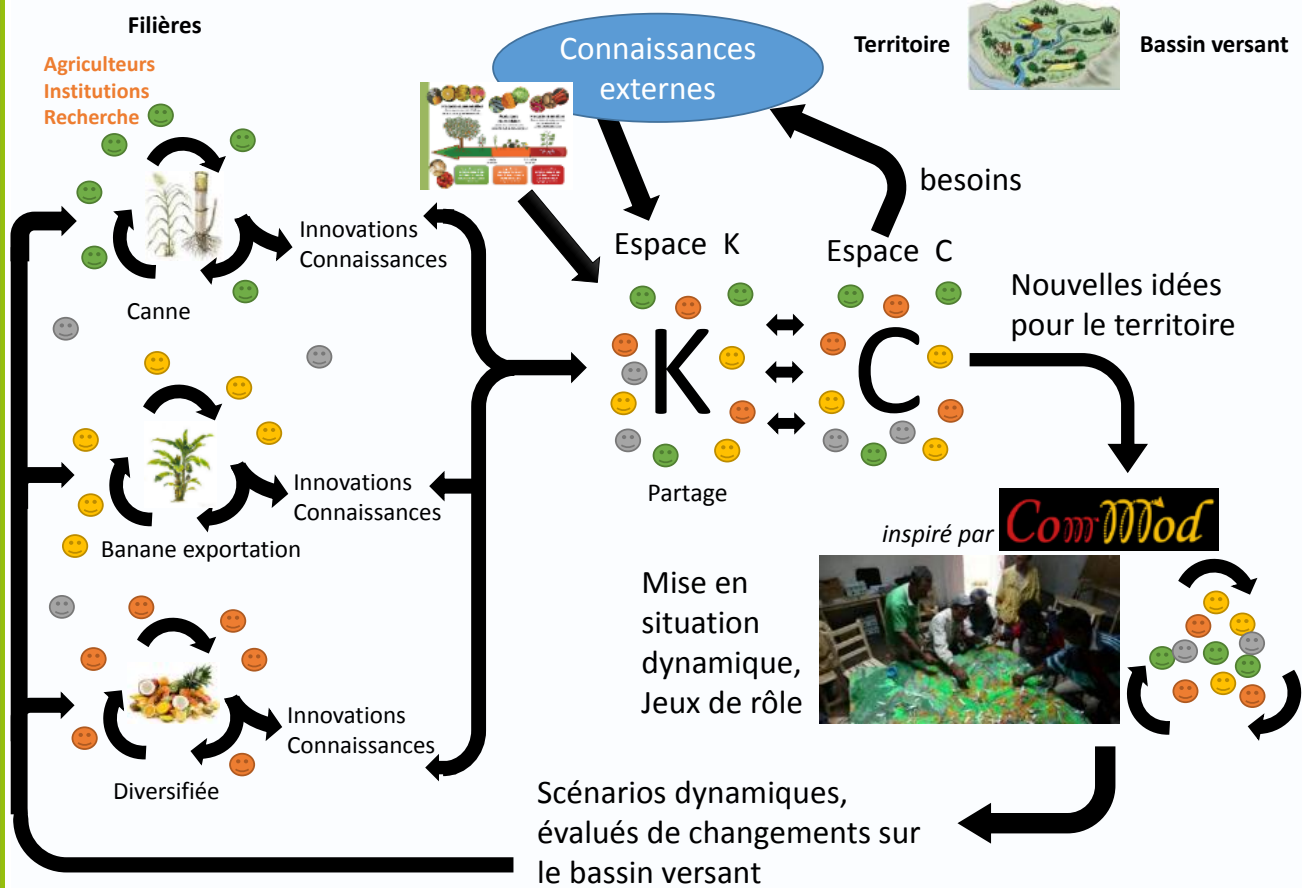 Filières
Agriculteurs
Institutions
Recherche
Connaissances
externes
Territoire
Bassin versant
besoins
Innovations
Connaissances
Canne
Espace K
Espace C
K
C
Partage
Nouvelles idées
pour le territoire
Innovations
Connaissances
Banane exportation
inspiré par ComMod
Mise en
situation
dynamique,
Jeux de rôle
Innovations
Connaissances
Diversifiée
Scénarios dynamiques,
évalués de changements sur
le bassin versant